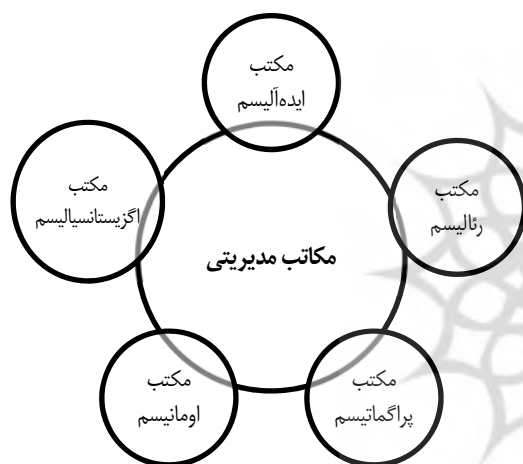 مکتب
ایده‌آلیسم
مکتب
رئالیسم
مکتب
اگزیستانسیالیسم
مکاتب مدیریتی
مکتب
پراگماتیسم
مکتب
اومانیسم